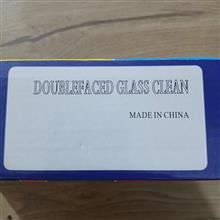 DOUBLEFACED GLASS CLEAN
MADE IN CHINA